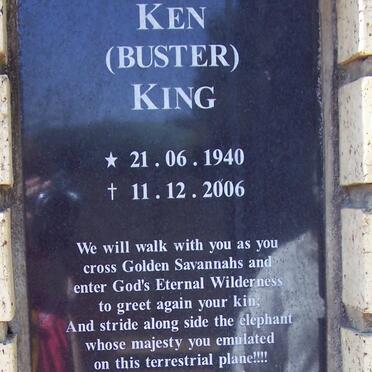 KEN
(BUSTER)
KING
★ 21.06.1940
† 11.12.2006
We will walk with you as you
cross Golden Savannahs and
enter God's Eternal Wilderness
to greet again your kin;
And stride along side the elephant
whose majesty you emulated
on this terrestrial plane!!!!